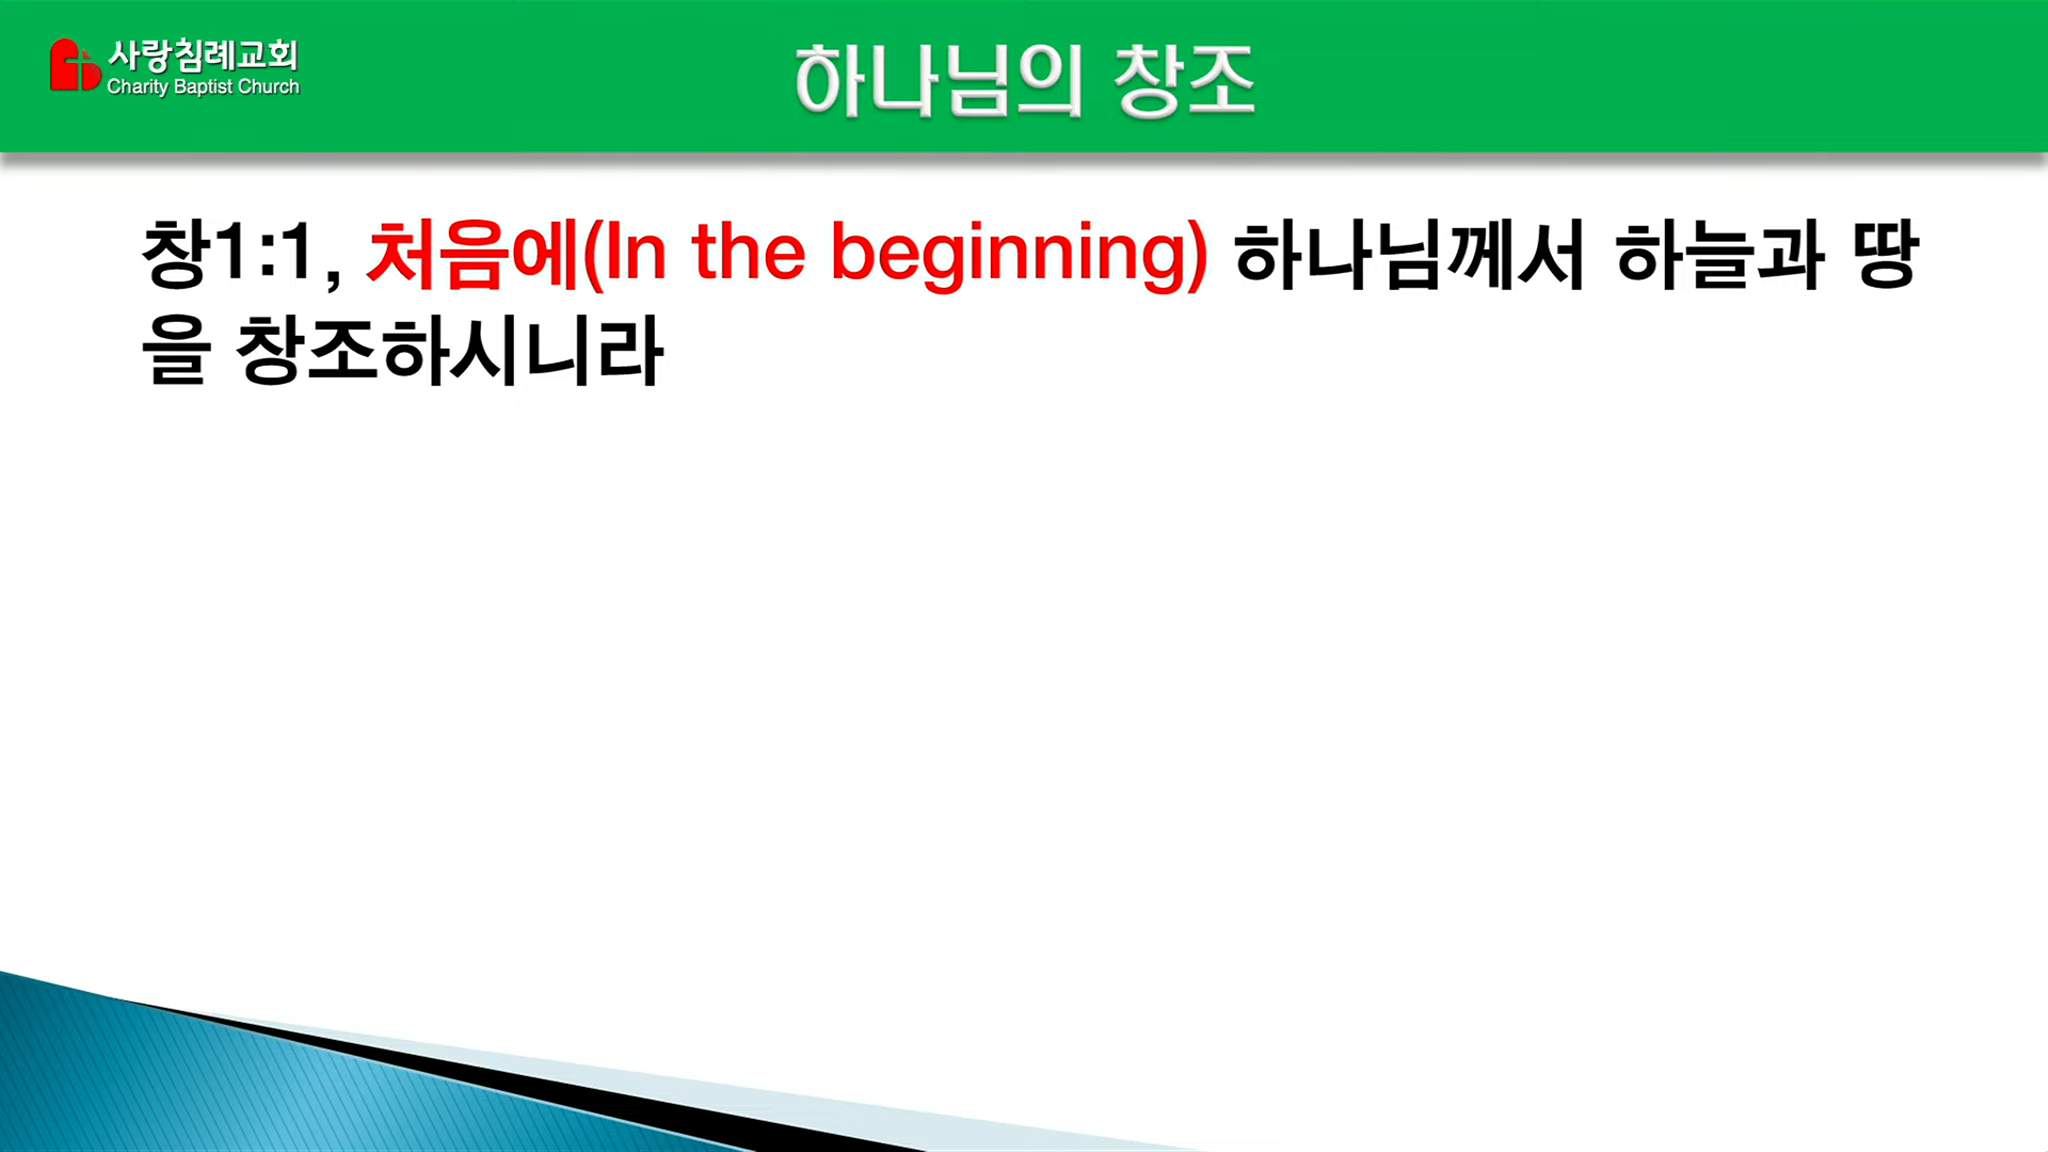 사랑침례교회
Charity Baptist Church
하나님의 창조
창1:1, 처음에(In the beginning) 하나님께서 하늘과 땅
을 창조하시니라